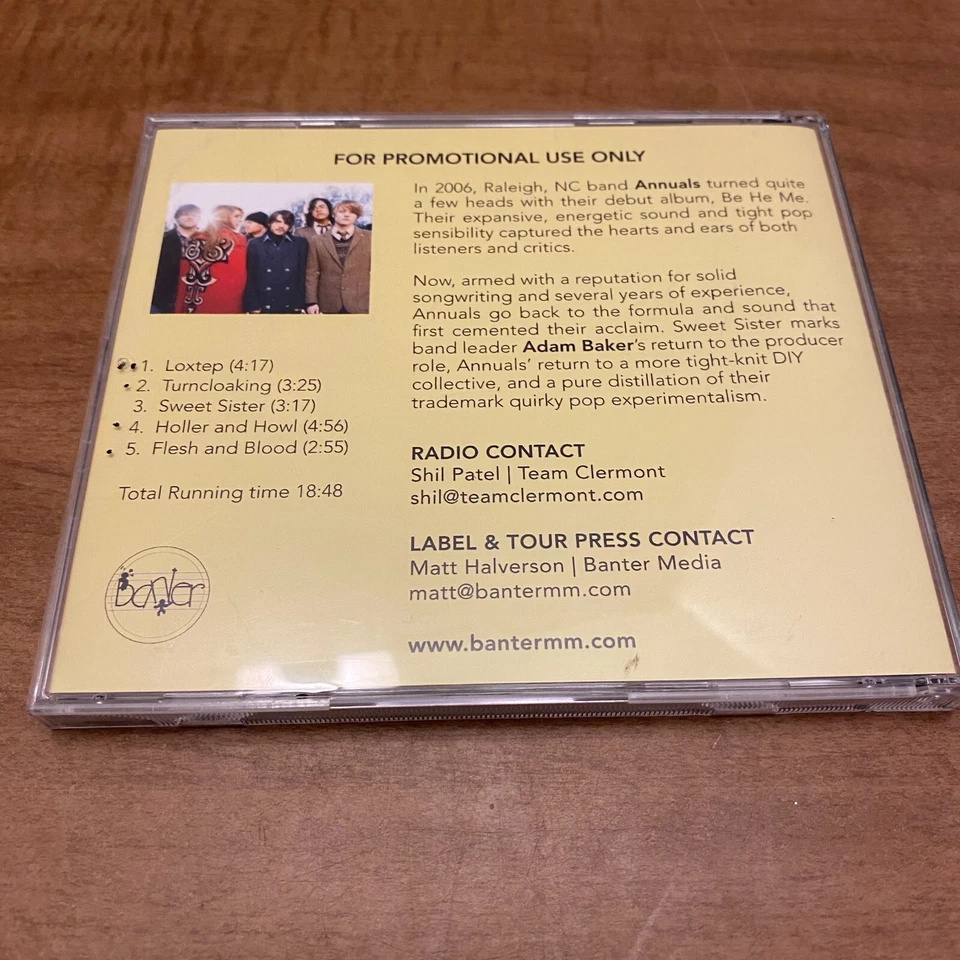 FOR PROMOTIONAL USE ONLY
In 2006, Raleigh, NC band Annuals turned quite
a few heads with their debut album, Be He Me.
Their expansive, energetic sound and tight pop
sensibility captured the hearts and ears of both
listeners and critics.
Now, armed with a reputation for solid
songwriting and several years of experience,
Annuals go back to the formula and sound that
first cemented their acclaim. Sweet Sister marks
band leader Adam Baker's return to the producer
role, Annuals' return to a more tight-knit DIY
collective, and a pure distillation of their
trademark quirky pop experimentalism.
1. Loxtep (4:17)
2. Turncloaking (3:25)
3. Sweet Sister (3:17)
4. Holler and Howl (4:56)
5. Flesh and Blood (2:55)
Total Running time 18:48
Banter
RADIO CONTACT
Shil Patel | Team Clermont
shil@teamclermont.com
LABEL & TOUR PRESS CONTACT
Matt Halverson | Banter Media
matt@bantermm.com
www.bantermm.com